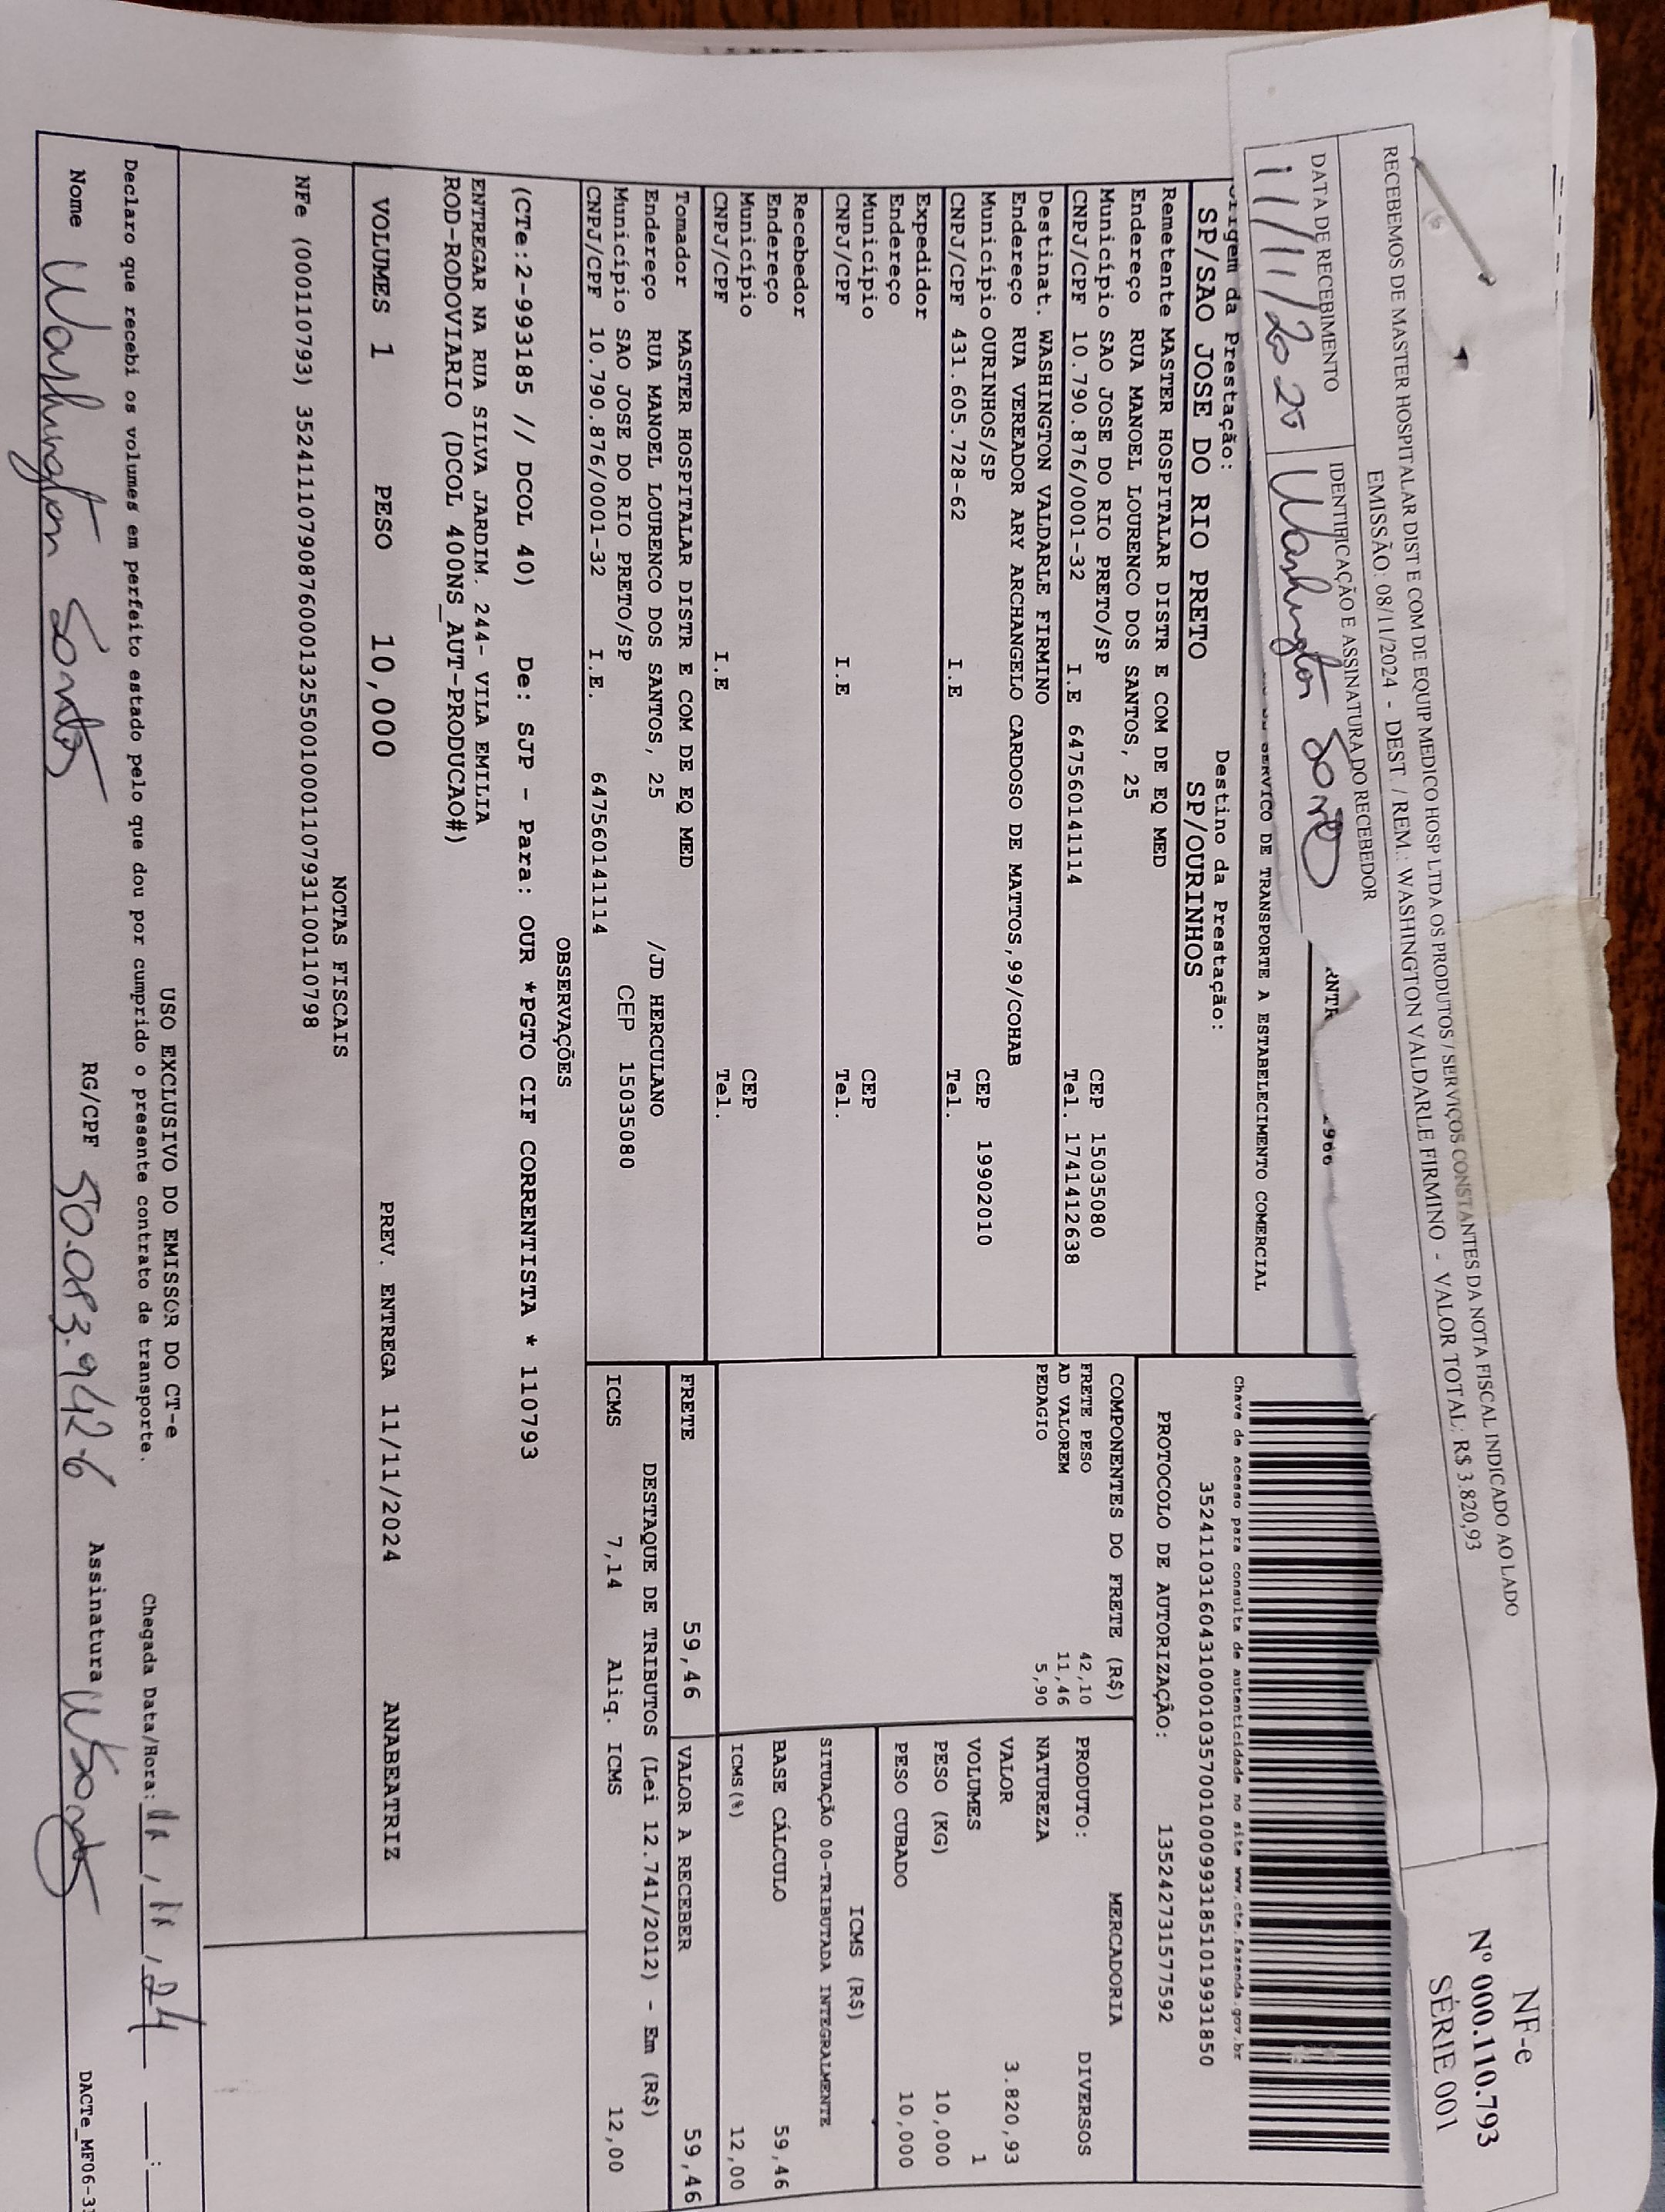 RECEBEMOS DE MASTER HOSPITALAR DIST E COM DE EQUIP MEDICO HOSP LTDA OS PRODUTOS / SERVIÇOS CONSTANTES DA NOTA FISCAL INDICADO AO LADO
EMISSÃO: 08/11/2024 - DEST. / REM.: WASHINGTON VALDARLE FIRMINO - VALOR TOTAL: R$ 3.820,93
NF-e
Nº 000.110.793
SÉRIE 001
DATA DE RECEBIMENTO
IDENTIFICAÇÃO E ASSINATURA DO RECEBEDOR
Washington
SERVICO DE TRANSPORTE A ESTABELECIMENTO COMERCIAL
Origem da Prestação:
Destino da Prestação:
SP/SAO JOSE DO RIO PRETO
SP/OURINHOS
Chave de acesso para consulta de autenticidade no site www.cte.fazenda.gov.br
35241103160431000103570010009931851019931850
PROTOCOLO DE AUTORIZAÇÃO: 135242731577592
Remetente MASTER HOSPITALAR DISTR E COM DE EQ MED
Endereço RUA MANOEL LOURENCO DOS SANTOS, 25
Município SAO JOSE DO RIO PRETO/SP CEP 15035080
CNPJ/CPF 10.790.876/0001-32 I.E 647560141114 Tel. 1741412638
Destinat. WASHINGTON VALDARLE FIRMINO
Endereço RUA VEREADOR ARY ARCHANGELO CARDOSO DE MATTOS,99/COHAB
Município OURINHOS/SP CEP 19902010
CNPJ/CPF 431.605.728-62 I.E Tel.
Expedidor
Endereço
Município CEP
CNPJ/CPF I.E Tel.
Recebedor
Endereço
Município CEP
CNPJ/CPF I.E Tel.
Tomador MASTER HOSPITALAR DISTR E COM DE EQ MED
Endereço RUA MANOEL LOURENCO DOS SANTOS, 25 /JD HERCULANO
Município SAO JOSE DO RIO PRETO/SP CEP 15035080
CNPJ/CPF 10.790.876/0001-32 I.E. 647560141114
COMPONENTES DO FRETE (R$)
FRETE PESO 42,10
AD VALOREM 11,46
PEDAGIO 5,90
MERCADORIA
PRODUTO: DIVERSOS
NATUREZA
VALOR 3.820,93
VOLUMES 1
PESO (KG) 10,000
PESO CUBADO 10,000
ICMS (R$)
SITUAÇÃO 00-TRIBUTADA INTEGRALMENTE
BASE CÁLCULO 59,46
ICMS(%) 12,00
FRETE 59,46
VALOR A RECEBER 59,46
DESTAQUE DE TRIBUTOS (Lei 12.741/2012) - Em (R$)
ICMS 7,14 Aliq. ICMS 12,00
OBSERVAÇÕES
(CTe:2-993185 // DCOL 40) De: SJP - Para: OUR *PGTO CIF CORRENTISTA * 110793
ENTREGAR NA RUA SILVA JARDIM. 244- VILA EMILIA
ROD-RODOVIARIO (DCOL 400NS_AUT-PRODUCAO#)
VOLUMES 1 PESO 10,000 PREV. ENTREGA 11/11/2024 ANABEATRIZ
NOTAS FISCAIS
NFe (000110793) 35241110790876000132550010001107931100110798
USO EXCLUSIVO DO EMISSOR DO CT-e
Declaro que recebi os volumes em perfeito estado pelo que dou por cumprido o presente contrato de transporte.
Chegada Data/Hora: 11/11/24 __:__
Nome Washington RG/CPF 50.083.942-6 Assinatura